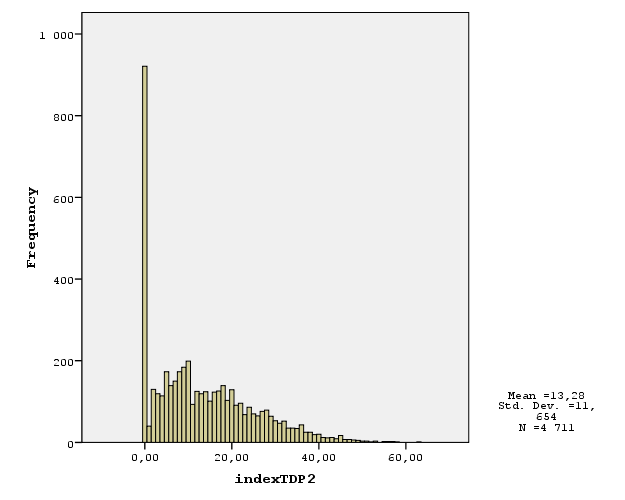 1 000
800
600
400
200
0
Frequency
0,00
20,00
40,00
60,00
indexTDP2
Mean =13,28
Std. Dev. =11,
654
N =4 711